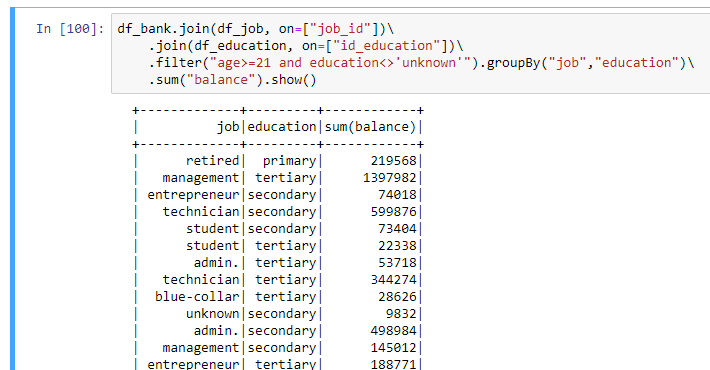 In [100]: df_bank.join(df_job, on=["job_id"])\
.join(df_education, on=["id_education"])\
.filter("age>=21 and education<>'unknown'").groupBy("job","education")\
.sum("balance").show()
+-------------+---------+------------+
|          job|education|sum(balance)|
+-------------+---------+------------+
|      retired|  primary|      219568|
|   management| tertiary|     1397982|
| entrepreneur|secondary|       74018|
|   technician|secondary|      599876|
|      student|secondary|       73404|
|      student| tertiary|       22338|
|       admin.| tertiary|       53718|
|   technician| tertiary|      344274|
|  blue-collar| tertiary|       28626|
|      unknown|secondary|        9832|
|       admin.|secondary|      498984|
|   management|secondary|      145012|
| entrepreneur| tertiary|      188771|